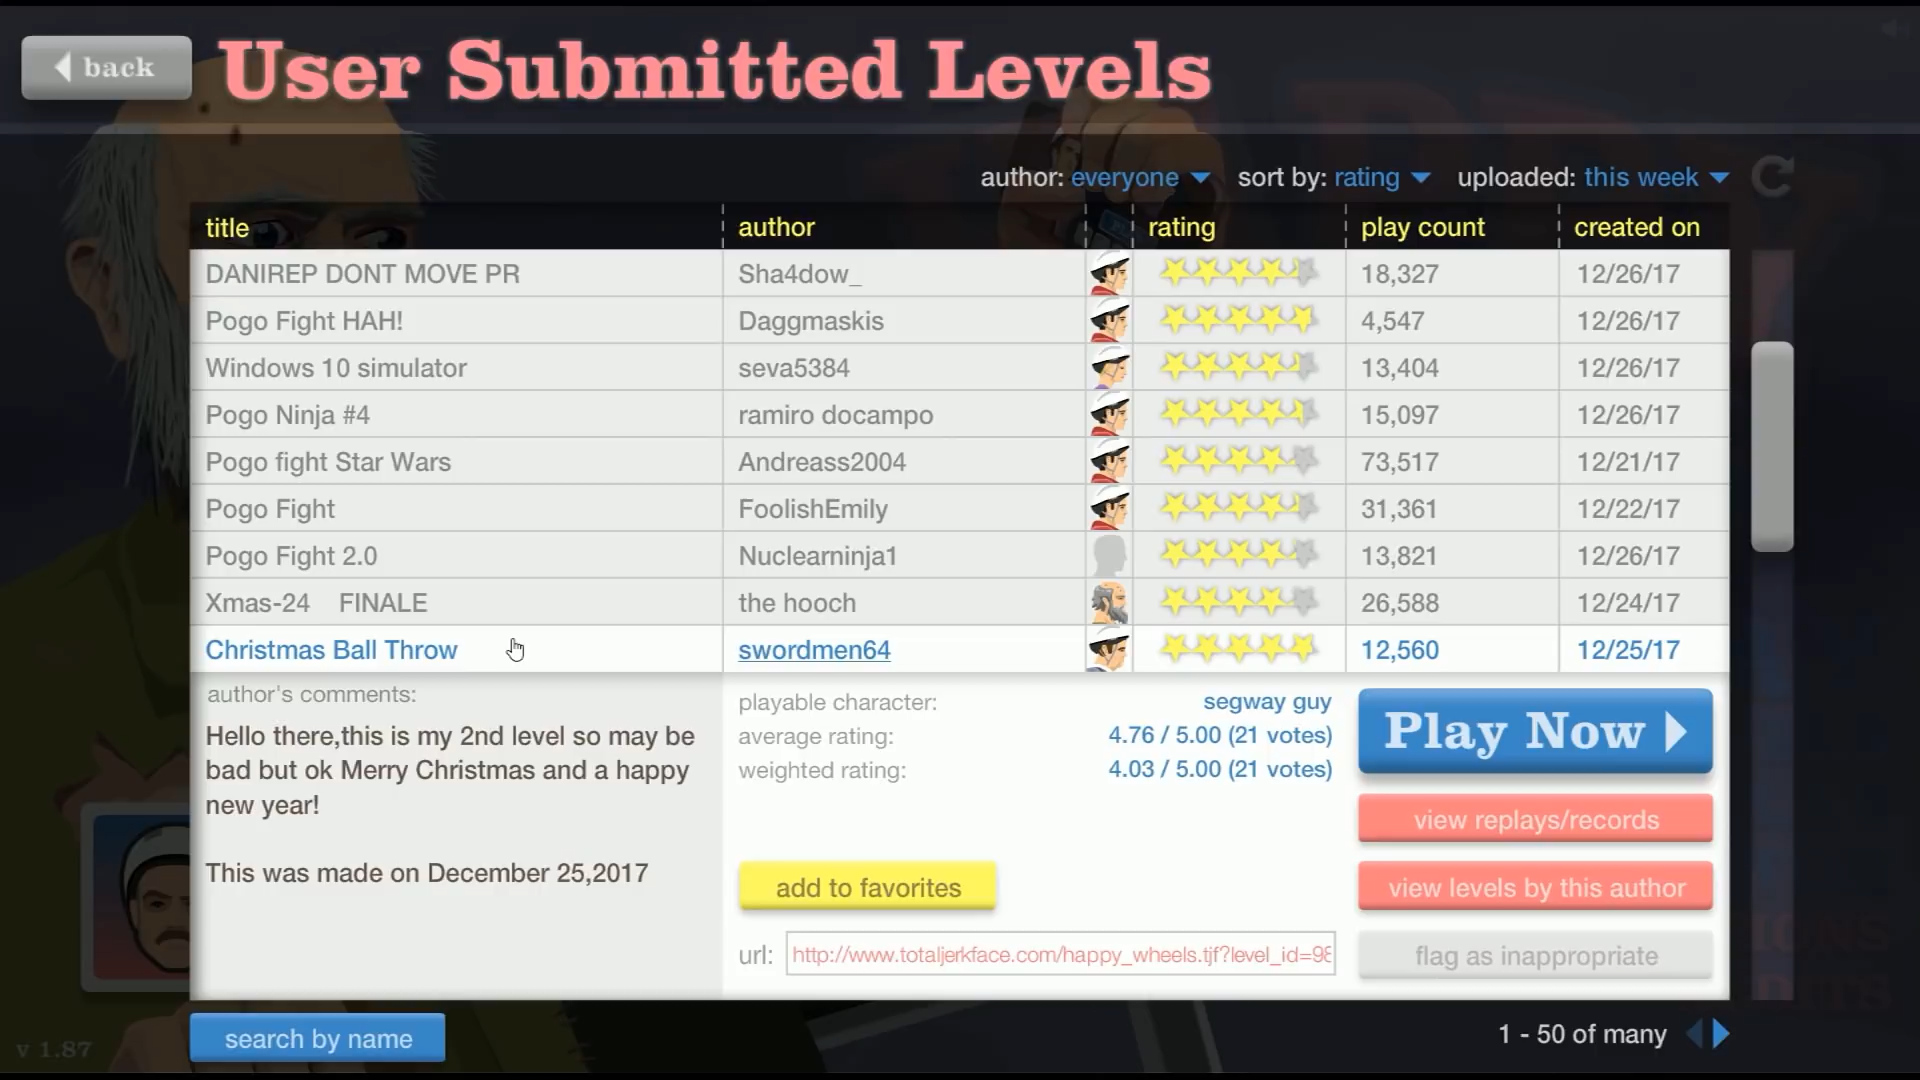 back
User Submitted Levels
author: everyone sort by: rating uploaded: this week
title author rating play count created on
DANIREP DONT MOVE PR Sha4dow_ 18,327 12/26/17
Pogo Fight HAH! Daggmaskis 4,547 12/26/17
Windows 10 simulator seva5384 13,404 12/26/17
Pogo Ninja #4 ramiro docampo 15,097 12/26/17
Pogo fight Star Wars Andreass2004 73,517 12/21/17
Pogo Fight FoolishEmily 31,361 12/22/17
Pogo Fight 2.0 Nuclearninja1 13,821 12/26/17
Xmas-24 FINALE the hooch 26,588 12/24/17
Christmas Ball Throw swordmen64 12,560 12/25/17
author's comments:
Hello there,this is my 2nd level so may be
bad but ok Merry Christmas and a happy
new year!
This was made on December 25,2017
playable character: segway guy
average rating: 4.76 / 5.00 (21 votes)
weighted rating: 4.03 / 5.00 (21 votes)
add to favorites
url: http://www.totaljerkface.com/happy_wheels.tjf?level_id=98
Play Now
view replays/records
view levels by this author
flag as inappropriate
v 1.87
search by name
1 - 50 of many